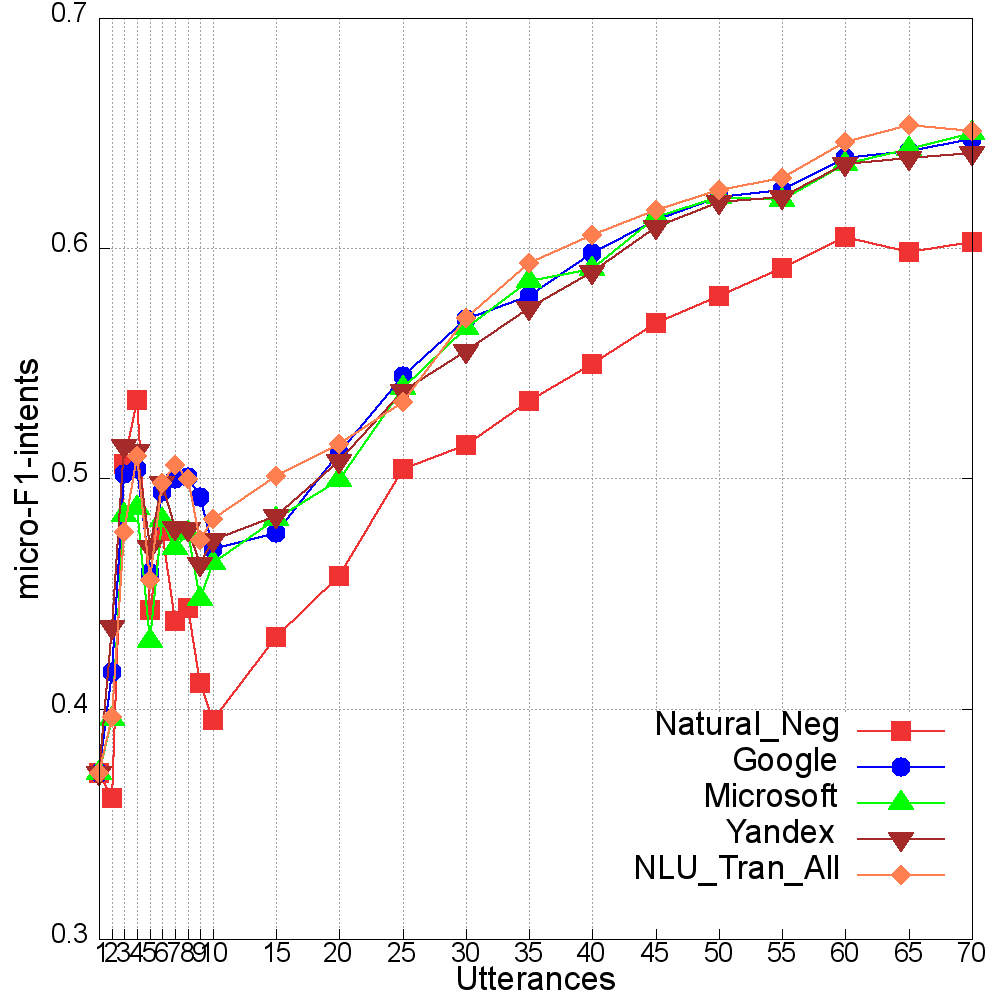 0.7
0.6
0.5
0.4
0.3
micro-F1-intents
Natural_Neg
Google
Microsoft
Yandex
NLU_Tran_All
1 2 3 4 5 6 7 8 9 10 15 20 25 30 35 40 45 50 55 60 65 70
Utterances